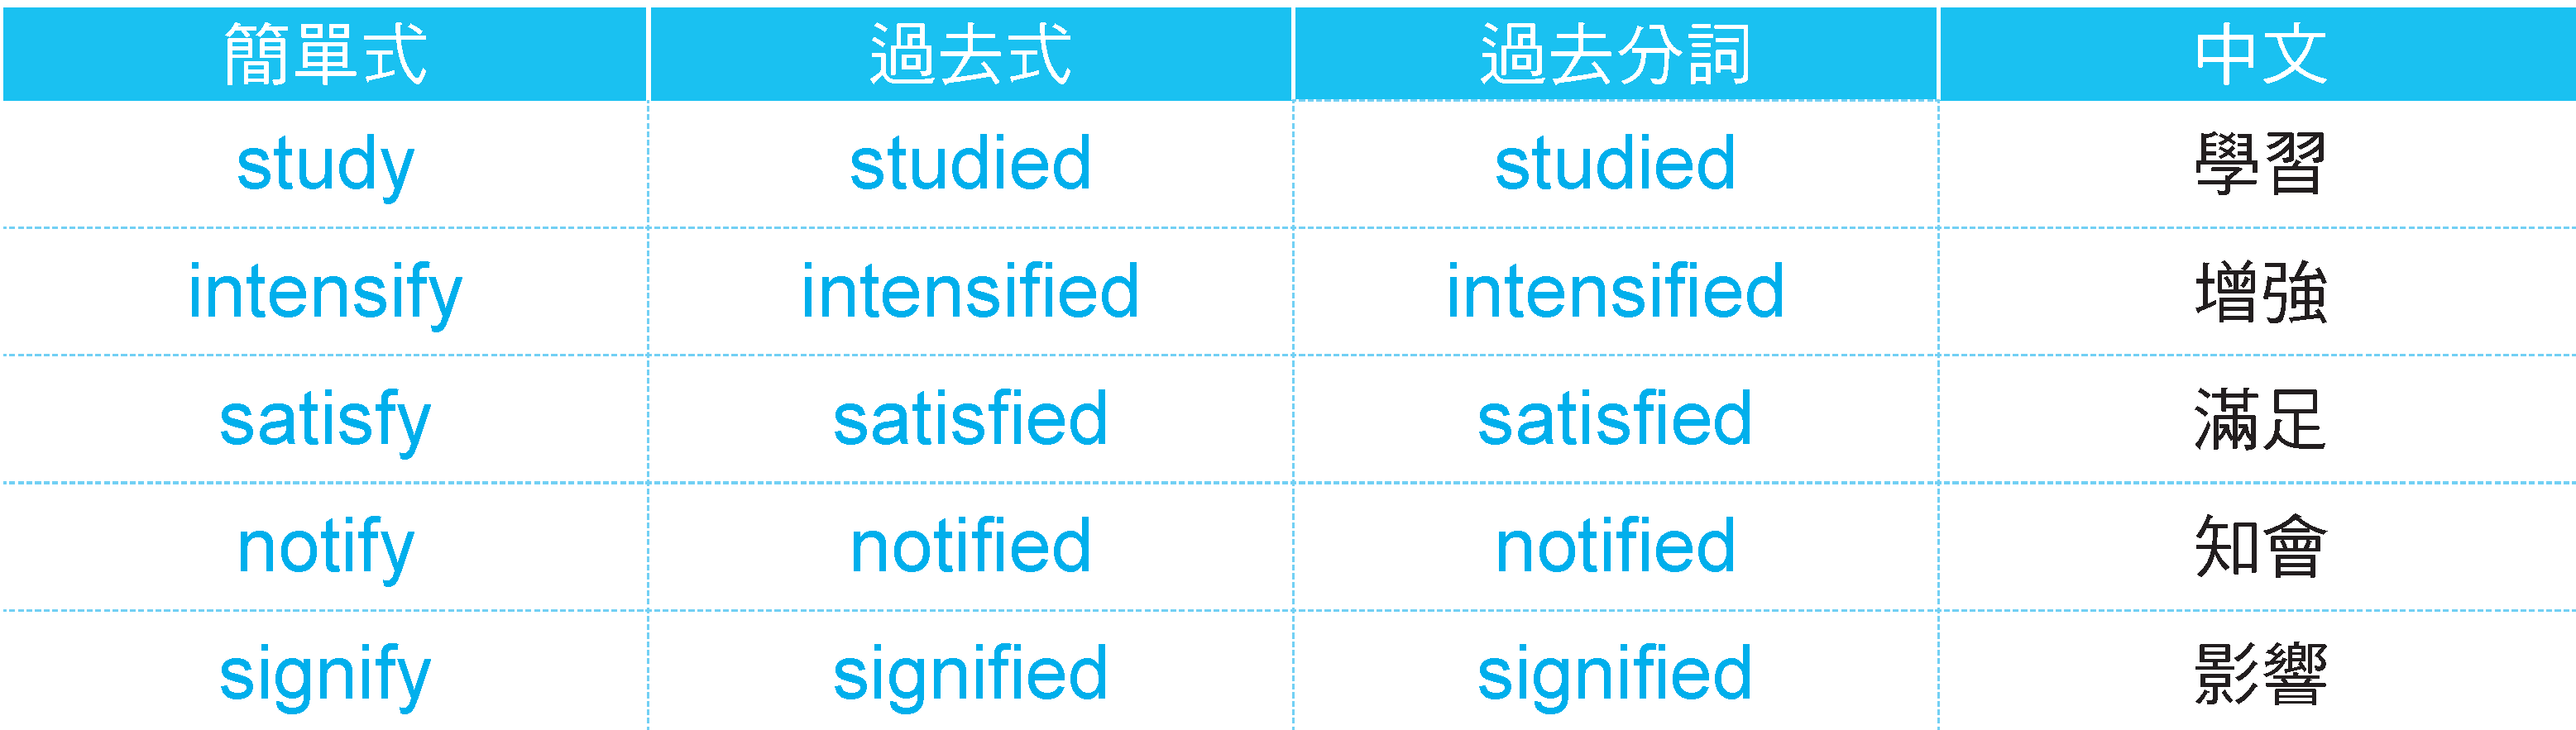 簡單式 過去式 過去分詞 中文
study studied studied 學習
intensify intensified intensified 增強
satisfy satisfied satisfied 滿足
notify notified notified 知會
signify signified signified 影響